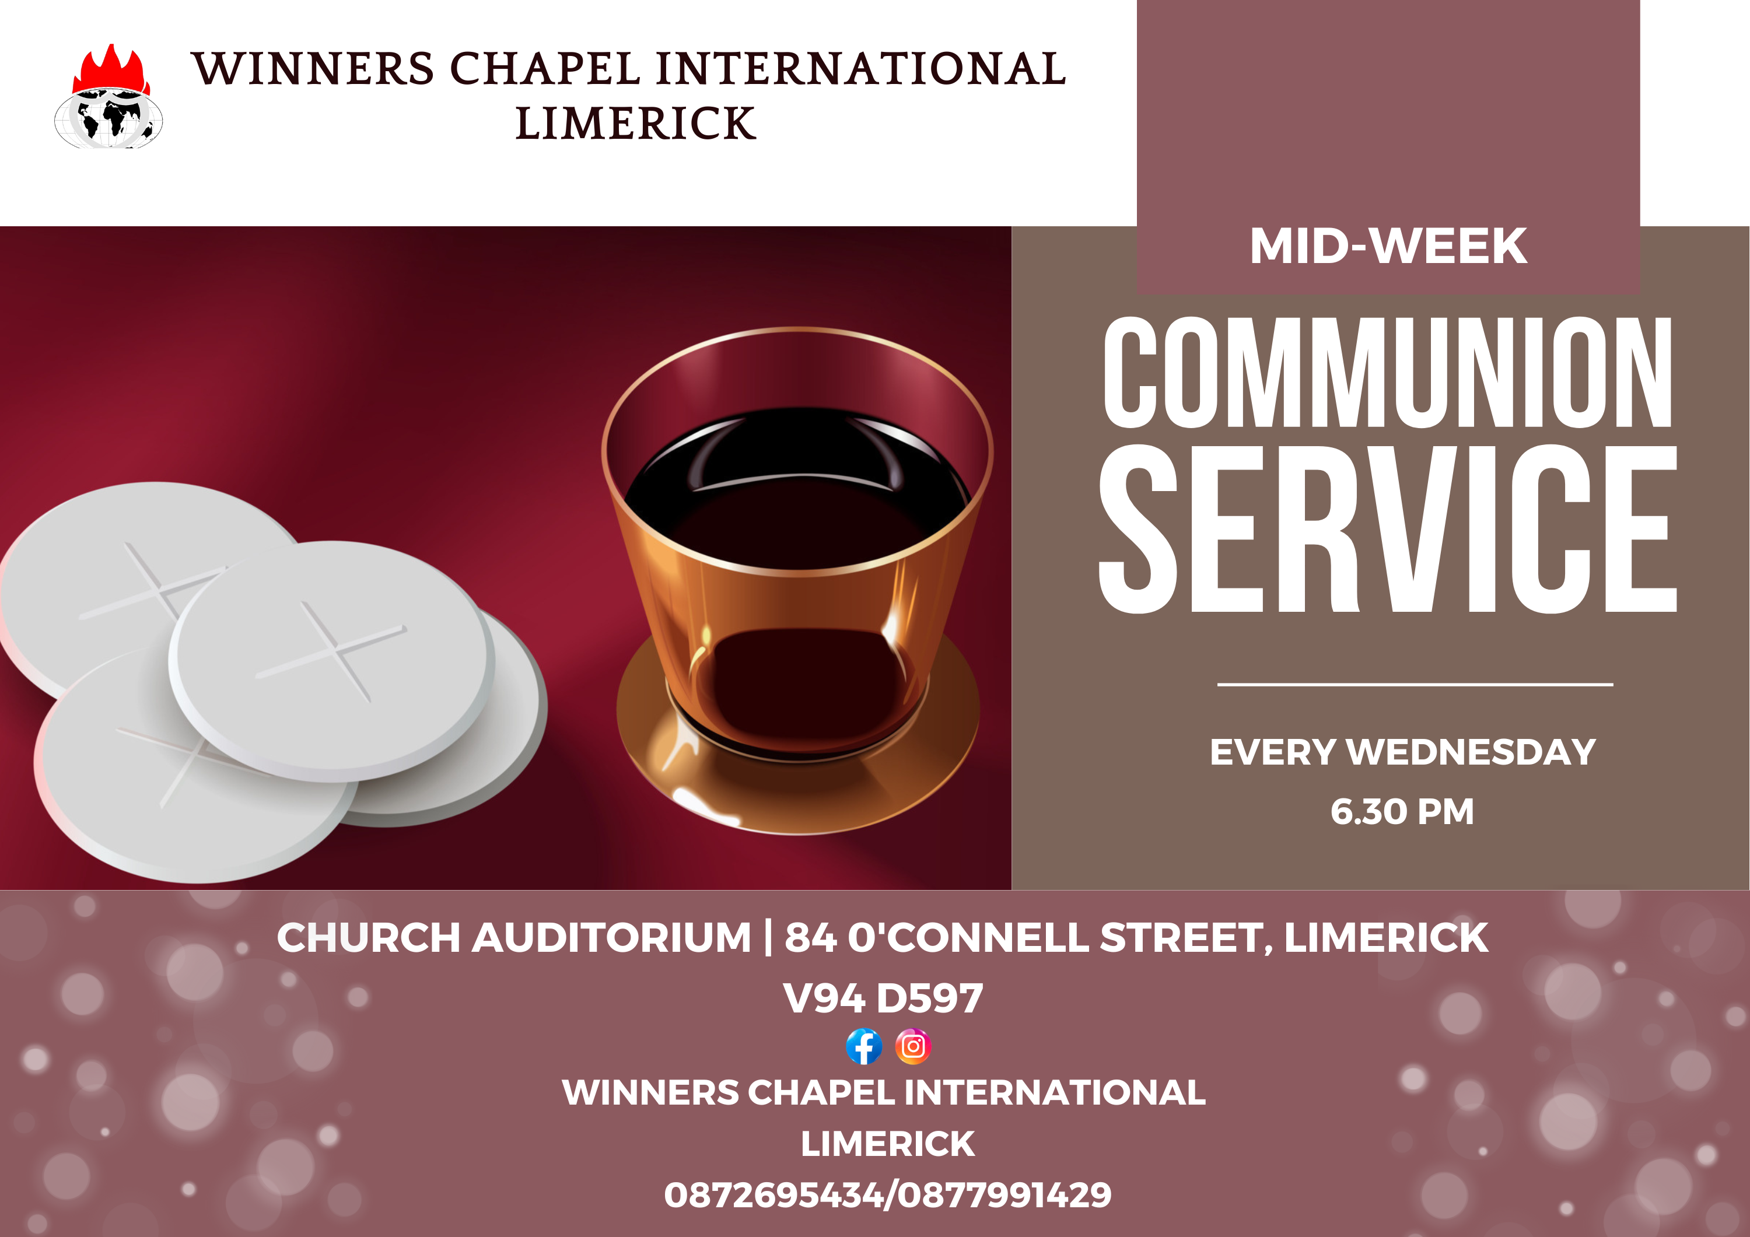 WINNERS CHAPEL INTERNATIONAL
LIMERICK
MID-WEEK
COMMUNION
SERVICE
EVERY WEDNESDAY
6.30 PM
CHURCH AUDITORIUM | 84 0'CONNELL STREET, LIMERICK
V94 D597
WINNERS CHAPEL INTERNATIONAL
LIMERICK
0872695434/0877991429